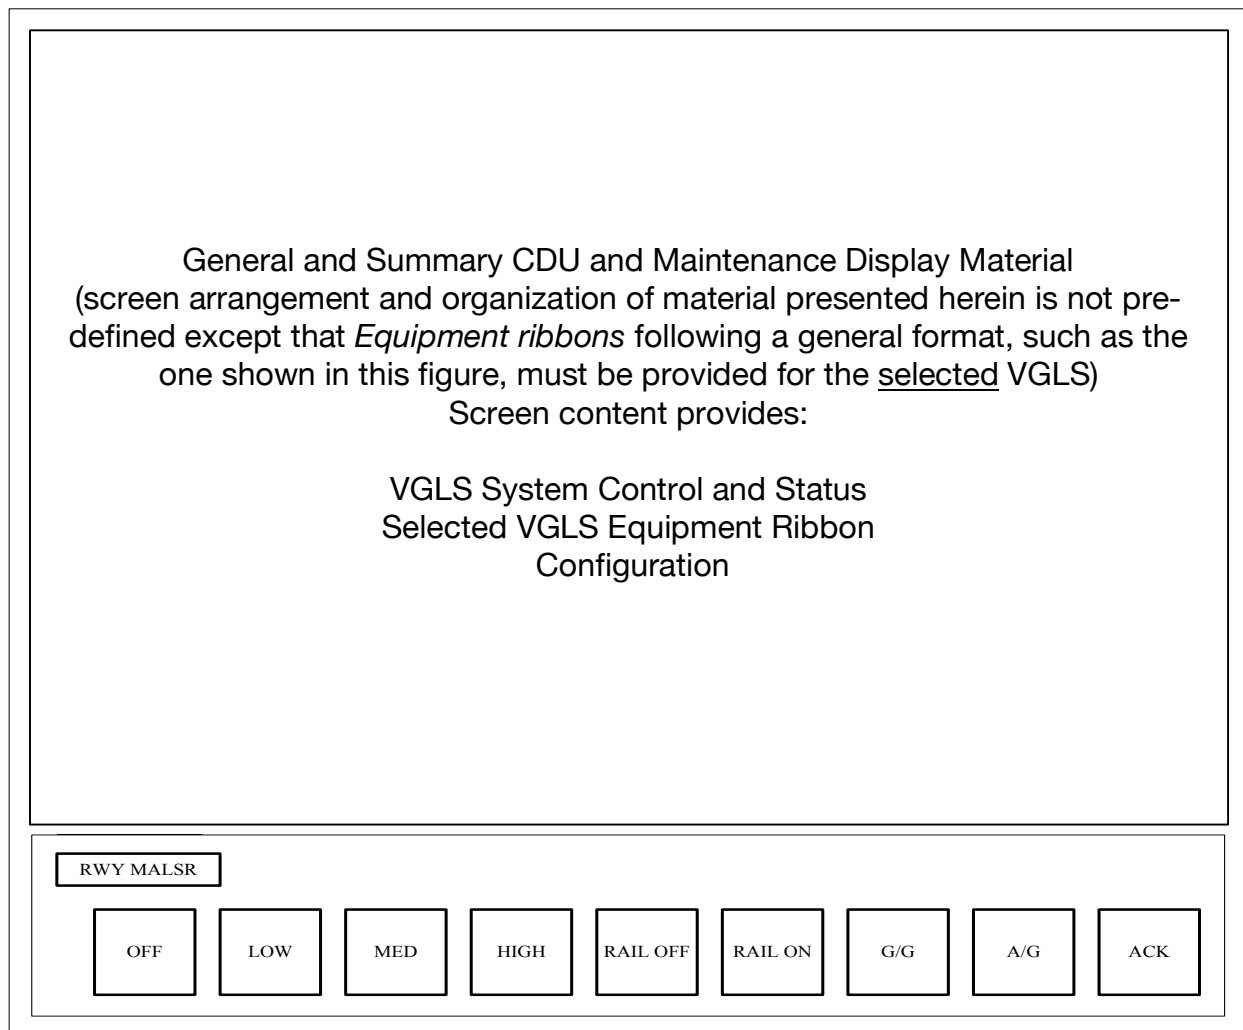 General and Summary CDU and Maintenance Display Material
(screen arrangement and organization of material presented herein is not pre-
defined except that Equipment ribbons following a general format, such as the
one shown in this figure, must be provided for the selected VGLS)
Screen content provides:
VGLS System Control and Status
Selected VGLS Equipment Ribbon
Configuration
RWY MALSR
OFF LOW MED HIGH RAIL OFF RAIL ON G/G A/G ACK